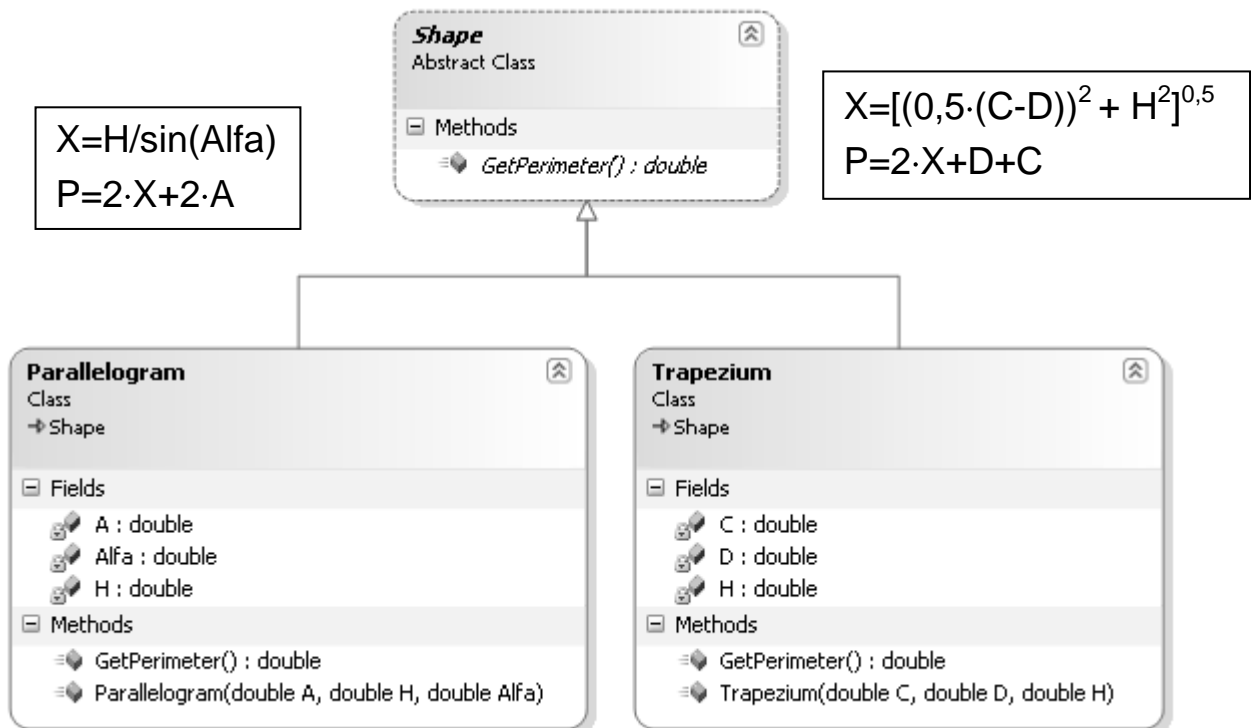 Shape
Abstract Class
Methods
GetPerimeter() : double
X=H/sin(Alfa)
P=2·X+2·A
X=[(0,5·(C-D))² + H²]⁰,⁵
P=2·X+D+C
Parallelogram
Class
Shape
Fields
A : double
Alfa : double
H : double
Methods
GetPerimeter() : double
Parallelogram(double A, double H, double Alfa)
Trapezium
Class
Shape
Fields
C : double
D : double
H : double
Methods
GetPerimeter() : double
Trapezium(double C, double D, double H)